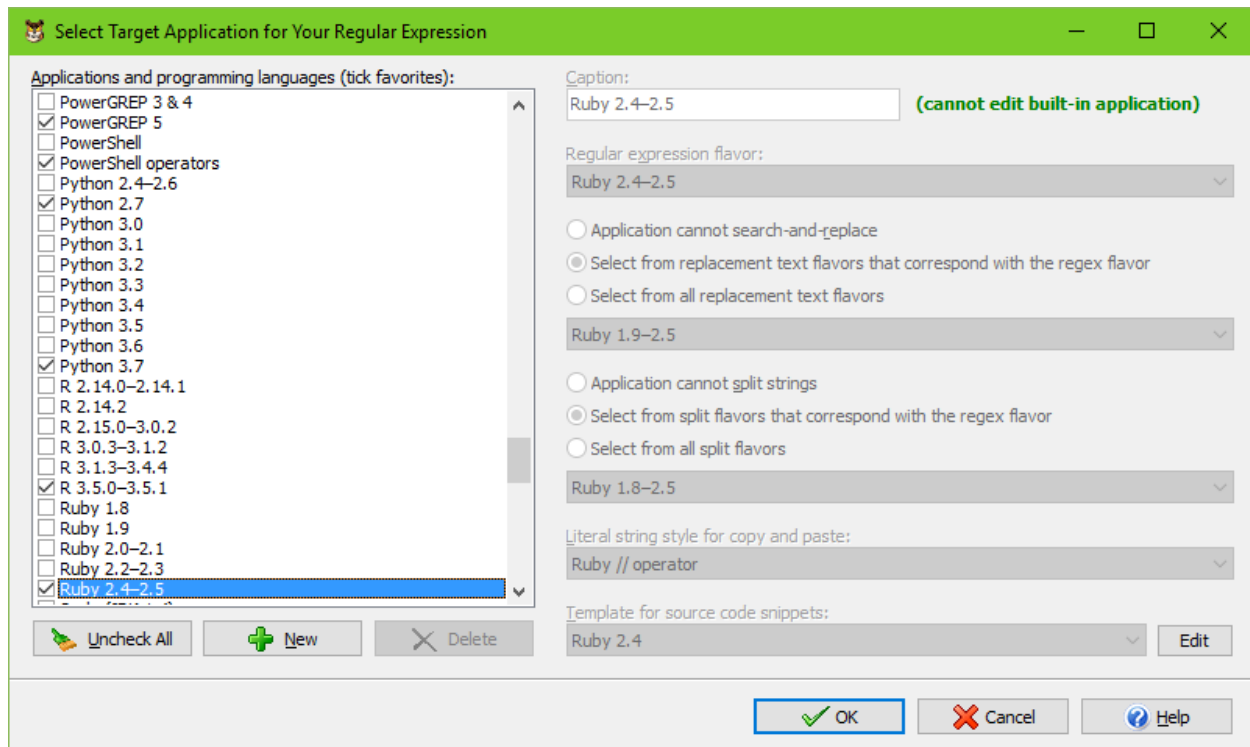 Select Target Application for Your Regular Expression
Applications and programming languages (tick favorites):
PowerGREP 3 & 4
PowerGREP 5
PowerShell
PowerShell operators
Python 2.4–2.6
Python 2.7
Python 3.0
Python 3.1
Python 3.2
Python 3.3
Python 3.4
Python 3.5
Python 3.6
Python 3.7
R 2.14.0–2.14.1
R 2.14.2
R 2.15.0–3.0.2
R 3.0.3–3.1.2
R 3.1.3–3.4.4
R 3.5.0–3.5.1
Ruby 1.8
Ruby 1.9
Ruby 2.0–2.1
Ruby 2.2–2.3
Ruby 2.4–2.5
Uncheck All
New
Delete
Caption:
Ruby 2.4–2.5
(cannot edit built-in application)
Regular expression flavor:
Ruby 2.4–2.5
Application cannot search-and-replace
Select from replacement text flavors that correspond with the regex flavor
Select from all replacement text flavors
Ruby 1.9–2.5
Application cannot split strings
Select from split flavors that correspond with the regex flavor
Select from all split flavors
Ruby 1.8–2.5
Literal string style for copy and paste:
Ruby // operator
Template for source code snippets:
Ruby 2.4
Edit
OK
Cancel
Help